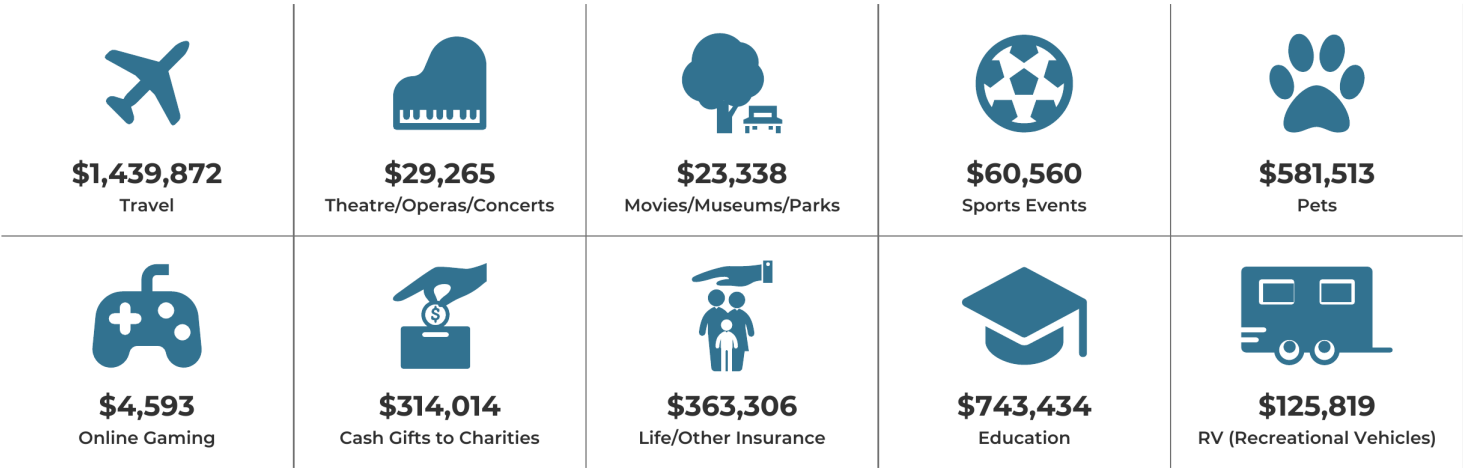 $1,439,872
Travel
$29,265
Theatre/Operas/Concerts
$23,338
Movies/Museums/Parks
$60,560
Sports Events
$581,513
Pets
$4,593
Online Gaming
$
$314,014
Cash Gifts to Charities
$363,306
Life/Other Insurance
$743,434
Education
$125,819
RV (Recreational Vehicles)